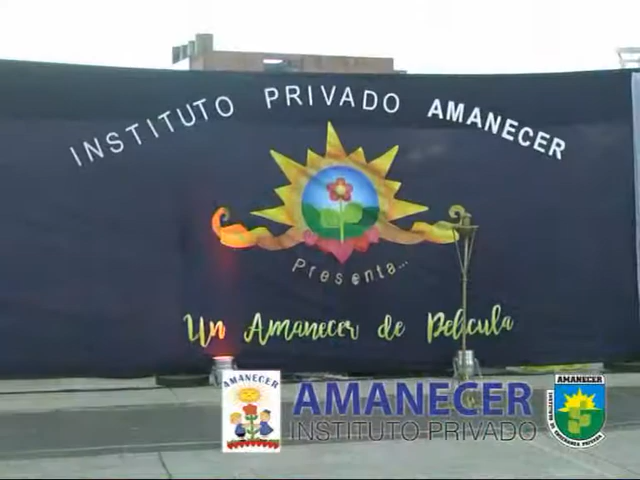 INSTITUTO PRIVADO AMANECER
Presenta...
Un Amanecer de Película
AMANECER
AMANECER
INSTITUTO-PRIVADO
AMANECER